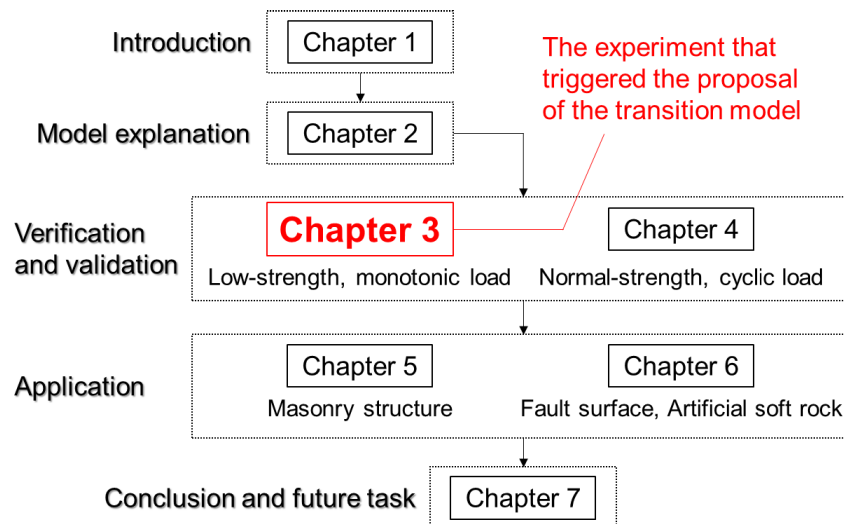 Introduction
Chapter 1
The experiment that
triggered the proposal
of the transition model
Model explanation
Chapter 2
Verification
and validation
Chapter 3
Chapter 4
Low-strength, monotonic load
Normal-strength, cyclic load
Application
Chapter 5
Chapter 6
Masonry structure
Fault surface, Artificial soft rock
Conclusion and future task
Chapter 7